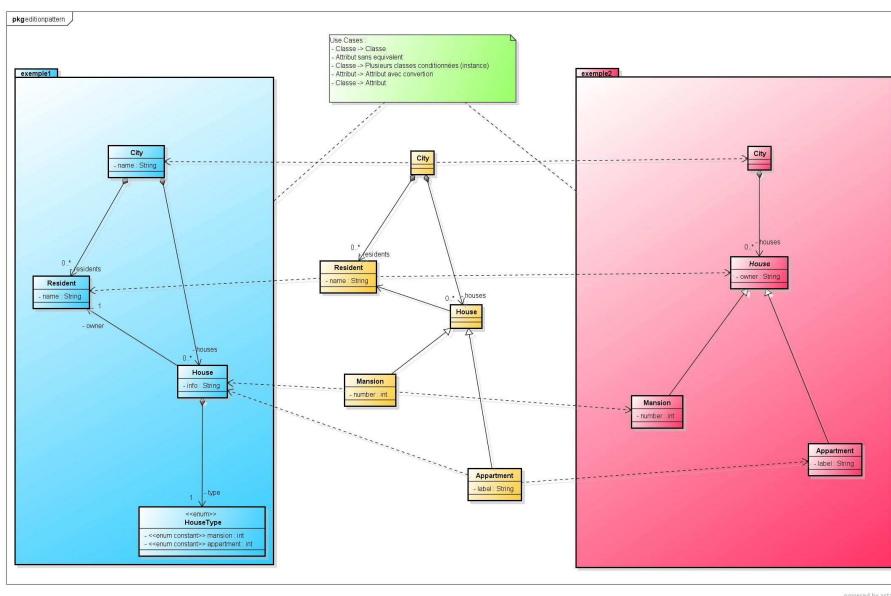 pkg editionpattern
Use Cases :
- Classe -> Classe
- Attribut sans equivalent
- Classe -> Plusieurs classes conditionnées (instance)
- Attribut -> Attribut avec convertion
- Classe -> Attribut
exemple1
City
- name : String
0..*
- residents
Resident
- name : String
- 1
- owner
- houses
0..*
House
- info : String
- type
1
<<enum>>
HouseType
- <<enum constant>> mansion : int
- <<enum constant>> appartment : int
City
0..*
- residents
Resident
- name : String
0..*
- houses
House
Mansion
- number : int
Appartment
- label : String
exemple2
City
0..*
- houses
House
- owner : String
Mansion
- number : int
Appartment
- label : String